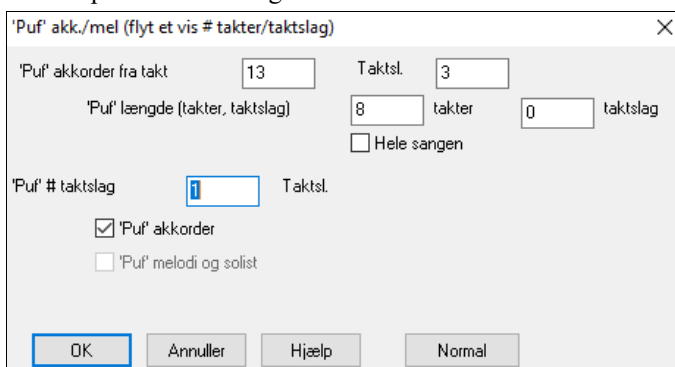 'Puf' akk./mel (flyt et vis # takter/taktslag)
'Puf' akkorder fra takt 13 Taktsl. 3
'Puf' længde (takter, taktslag) 8 takter 0 taktslag
Hele sangen
'Puf' # taktslag 1 Taktsl.
'Puf' akkorder
'Puf' melodi og solist
OK Annuller Hjælp Normal